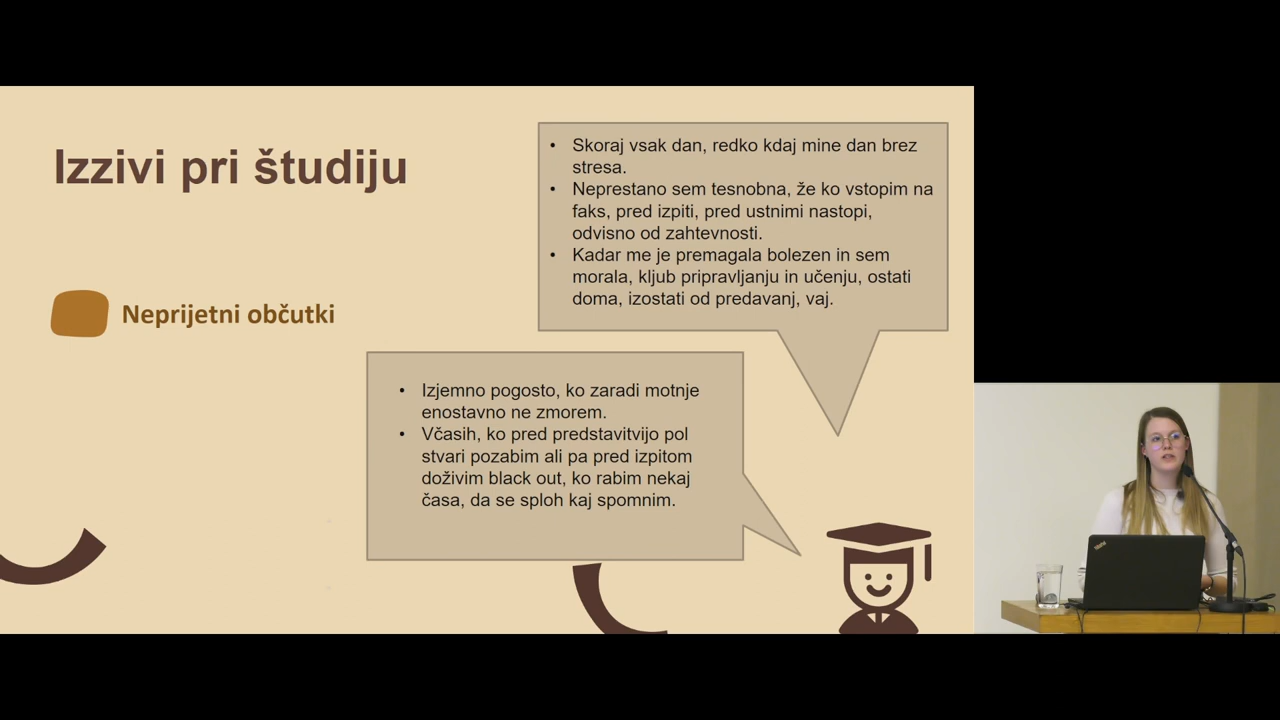 Izzivi pri študiju
Neprijetni občutki
• Skoraj vsak dan, redko kdaj mine dan brez
stresa.
• Neprestano sem tesnobna, že ko vstopim na
faks, pred izpiti, pred ustnimi nastopi,
odvisno od zahtevnosti.
• Kadar me je premagala bolezen in sem
morala, kljub pripravljanju in učenju, ostati
doma, izostati od predavanj, vaj.
• Izjemno pogosto, ko zaradi motnje
enostavno ne zmorem.
• Včasih, ko pred predstavitvijo pol
stvari pozabim ali pa pred izpitom
doživim black out, ko rabim nekaj
časa, da se sploh kaj spomnim.